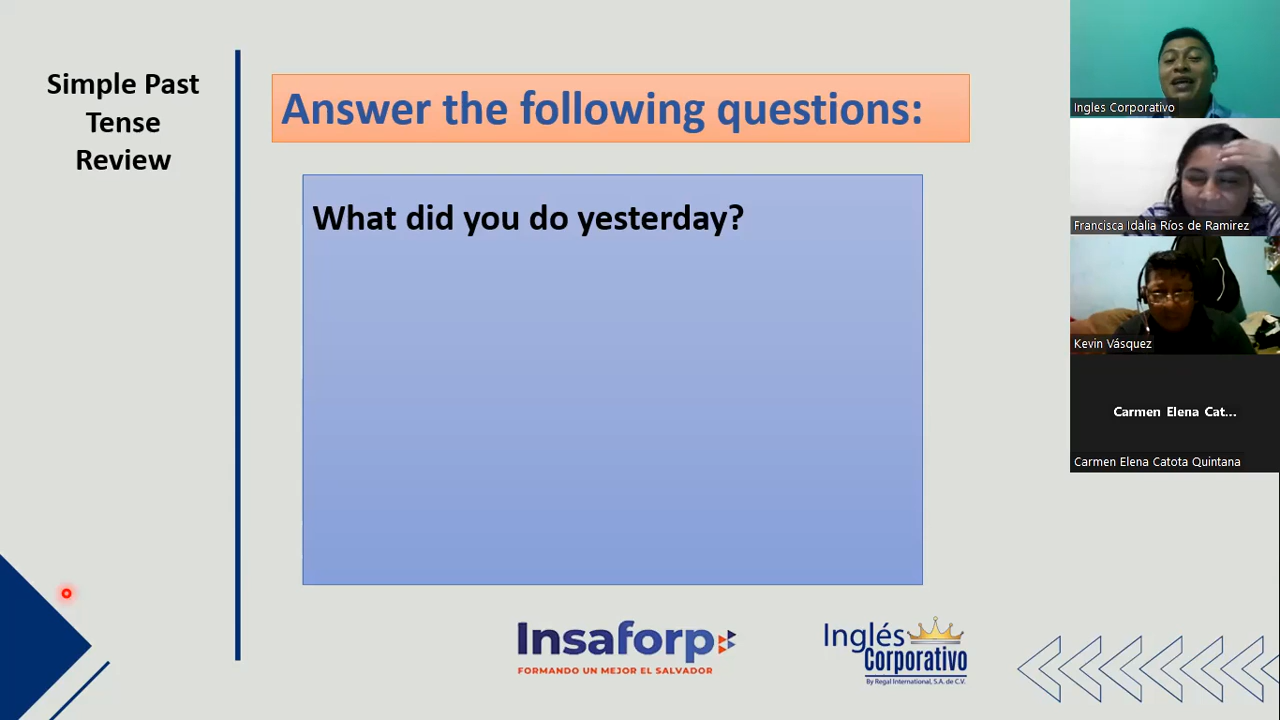 Simple Past
Tense
Review
Answer the following questions:
What did you do yesterday?
Insaforp
FORMANDO UN MEJOR EL SALVADOR
Inglés
Corporativo
By Regal International, S.A. de C.V.
Ingles Corporativo
Francisca Idalia Ríos de Ramirez
Kevin Vásquez
Carmen Elena Cat...
Carmen Elena Catota Quintana